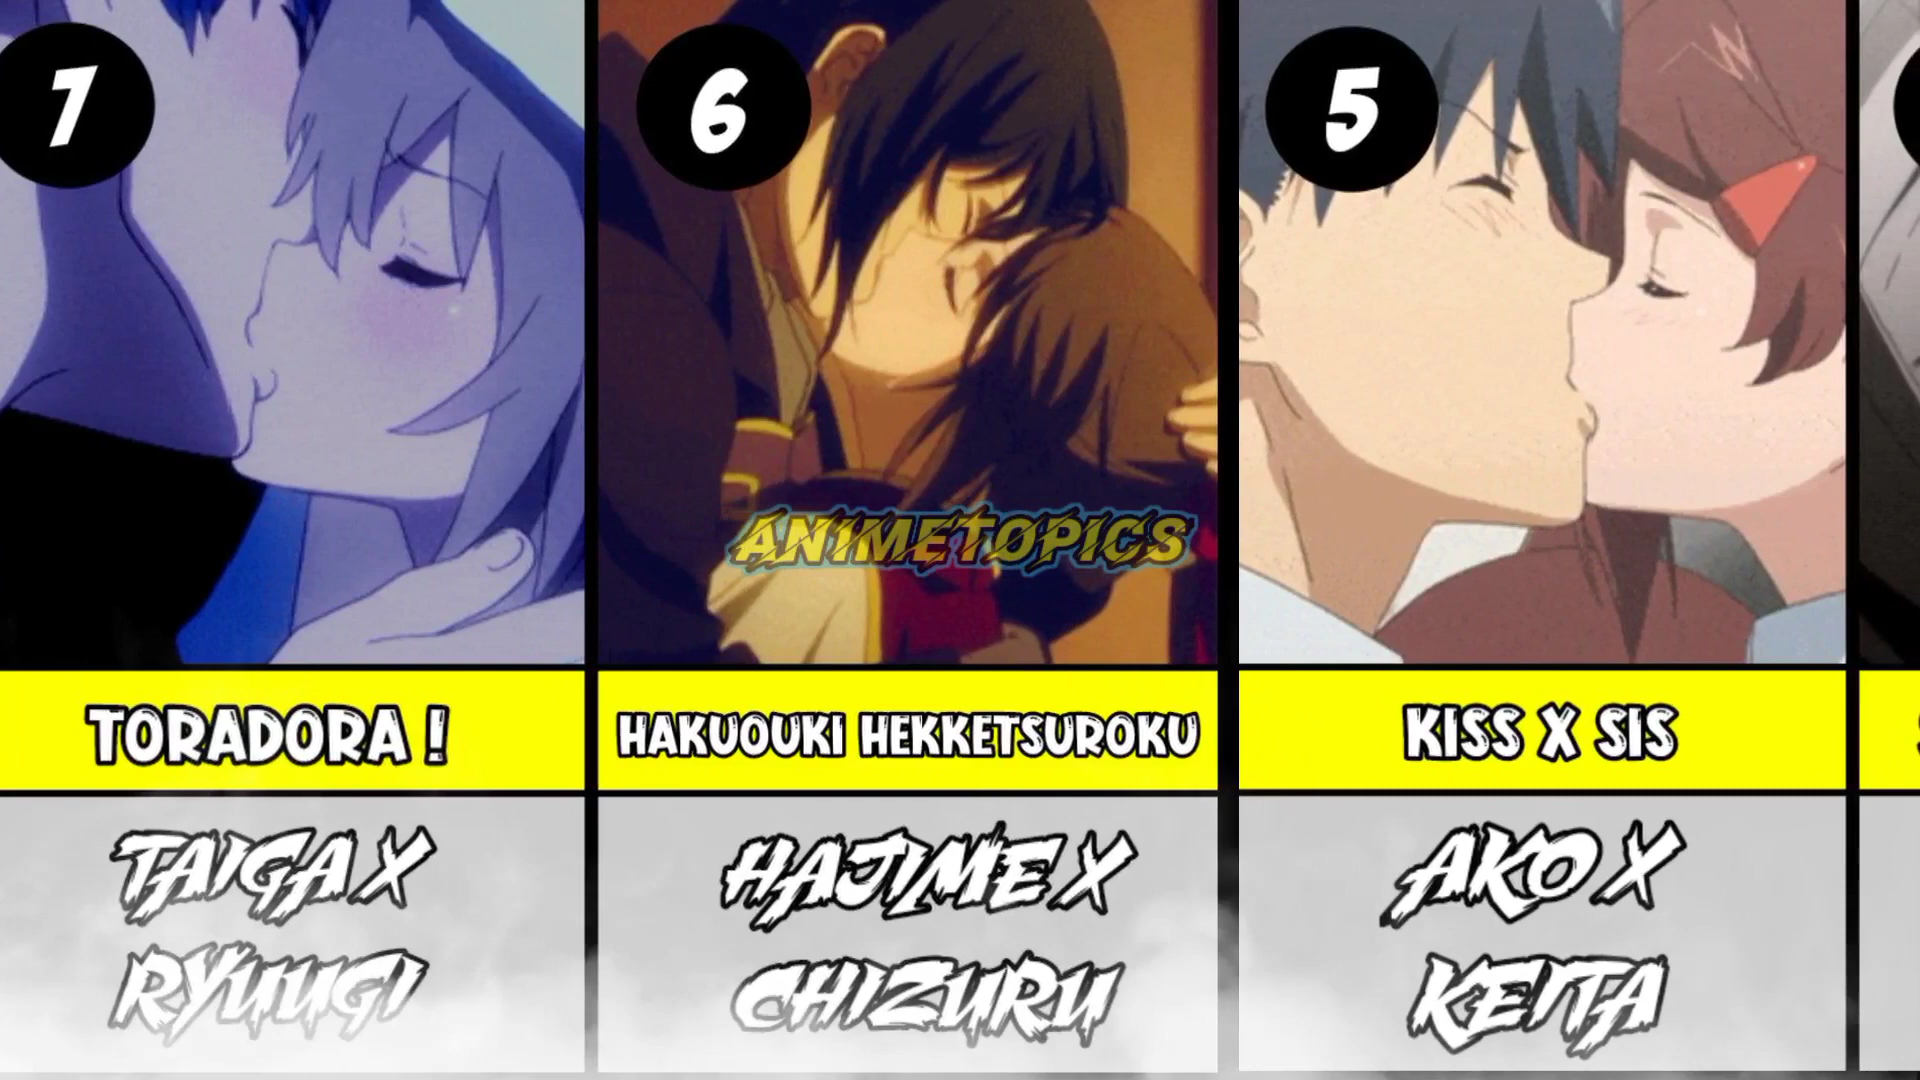 7
6
5
ANIMETOPICS
TORADORA !
HAKUOUKI HEKKETSUROKU
KISS X SIS
TAIGA X
RYUUGI
HAJIME X
CHIZURU
AKO X
KEITA